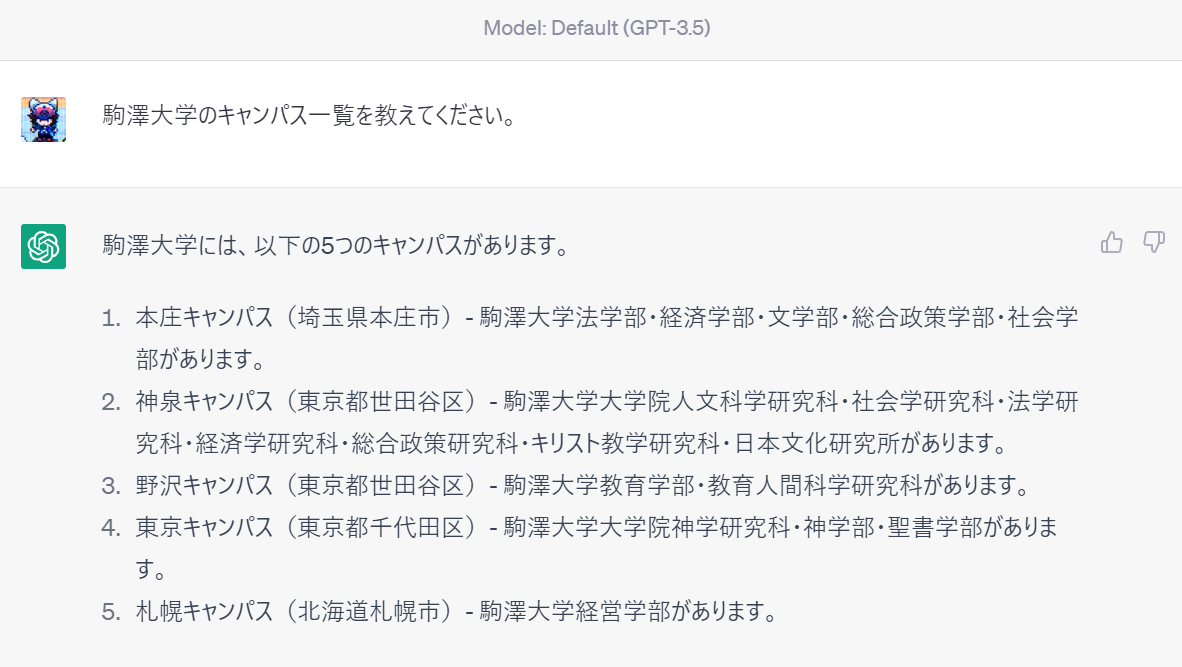 Model: Default (GPT-3.5)
駒澤大学のキャンパス一覧を教えてください。
駒澤大学には、以下の5つのキャンパスがあります。
1. 本庄キャンパス（埼玉県本庄市）- 駒澤大学法学部・経済学部・文学部・総合政策学部・社会学
部があります。
2. 神泉キャンパス（東京都世田谷区）- 駒澤大学大学院人文科学研究科・社会学研究科・法学研
究科・経済学研究科・総合政策研究科・キリスト教学研究科・日本文化研究所があります。
3. 野沢キャンパス（東京都世田谷区）- 駒澤大学教育学部・教育人間科学研究科があります。
4. 東京キャンパス（東京都千代田区）- 駒澤大学大学院神学研究科・神学部・聖書学部がありま
す。
5. 札幌キャンパス（北海道札幌市）- 駒澤大学経営学部があります。